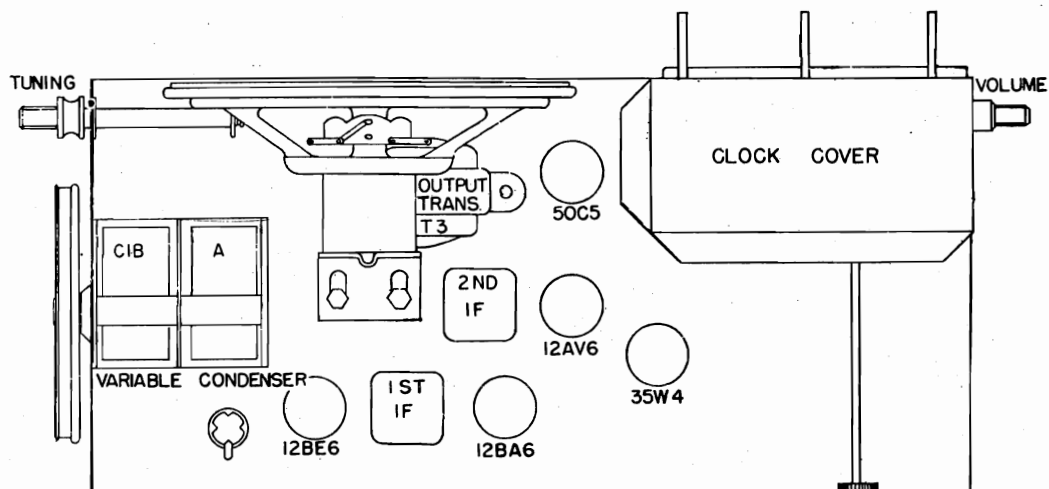 TUNING
VOLUME
CLOCK COVER
OUTPUT
TRANS.
T3
50C5
C1B
A
2ND
IF
12AV6
35W4
VARIABLE CONDENSER
1ST
IF
12BE6
12BA6